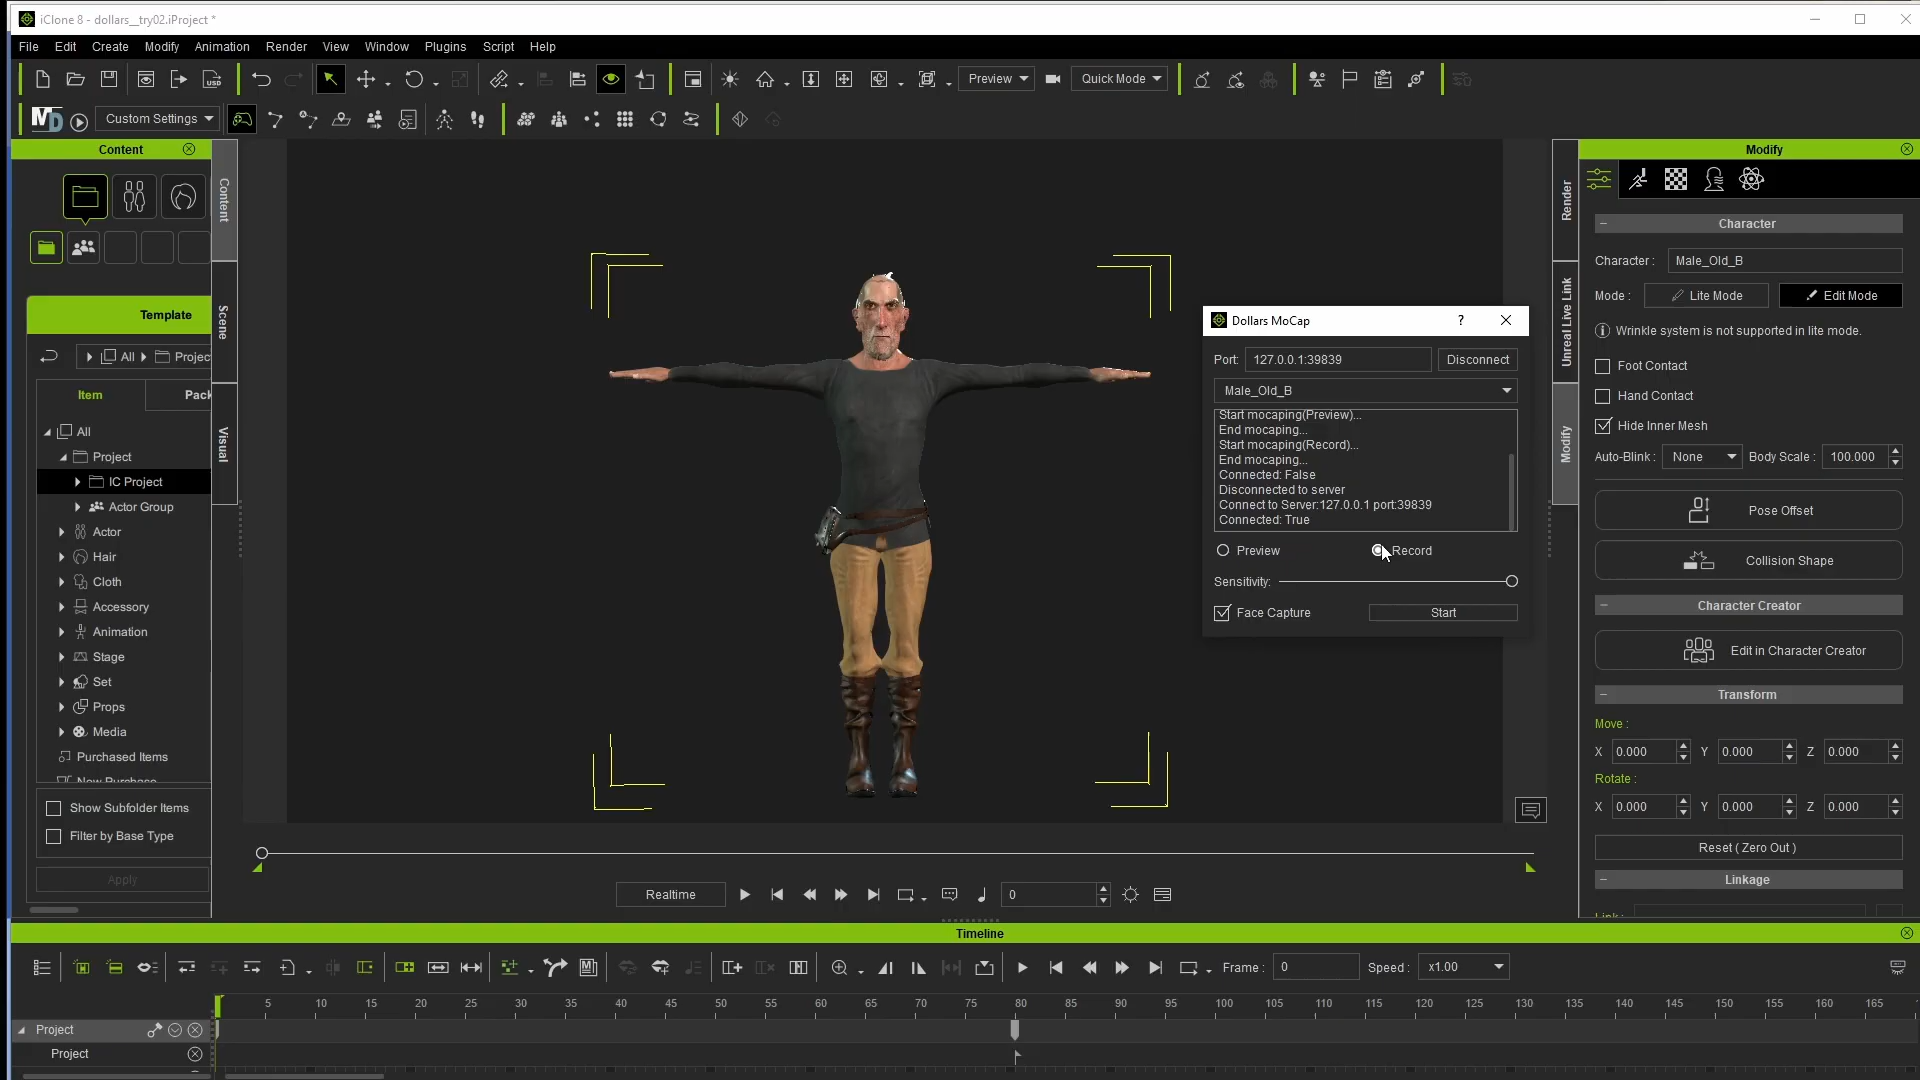 iClone 8 - dollars__try02.iProject *
File Edit Create Modify Animation Render View Window Plugins Script Help
Preview Quick Mode
MD Custom Settings
Content
Content
Scene
Visual
Template
All Projec
Item Pack
All
Project
IC Project
Actor Group
Actor
Hair
Cloth
Accessory
Animation
Stage
Set
Props
Media
Purchased Items
New Purchase
Show Subfolder Items
Filter by Base Type
Apply
Dollars MoCap ?
Port: 127.0.0.1:39839 Disconnect
Male_Old_B
Start mocaping(Preview)...
End mocaping...
Start mocaping(Record)...
End mocaping...
Connected: False
Disconnected to server
Connect to Server:127.0.0.1 port:39839
Connected: True
Preview Record
Sensitivity:
Face Capture Start
Render
Unreal Live Link
Modify
Modify
Character
Character : Male_Old_B
Mode : Lite Mode Edit Mode
Wrinkle system is not supported in lite mode.
Foot Contact
Hand Contact
Hide Inner Mesh
Auto-Blink : None Body Scale : 100.000
Pose Offset
Collision Shape
Character Creator
Edit in Character Creator
Transform
Move :
X 0.000 Y 0.000 Z 0.000
Rotate :
X 0.000 Y 0.000 Z 0.000
Reset ( Zero Out )
Linkage
Link :
Realtime 0
Timeline
Frame : 0 Speed : x1.00
5 10 15 20 25 30 35 40 45 50 55 60 65 70 75 80 85 90 95 100 105 110 115 120 125 130 135 140 145 150 155 160 165
Project
Project